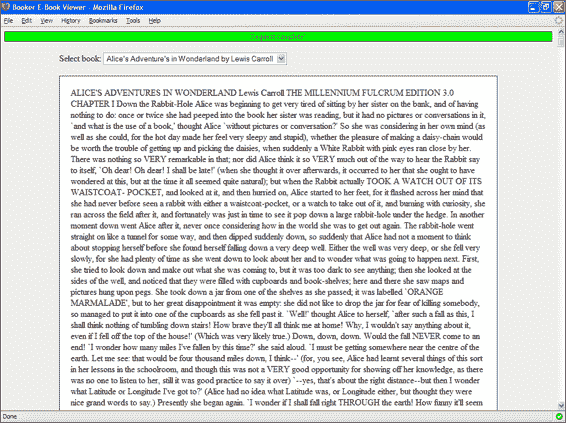 Booker E-Book Viewer - Mozilla Firefox
File Edit View History Bookmarks Tools Help
Select book: Alice's Adventure's in Wonderland by Lewis Carroll
ALICE'S ADVENTURES IN WONDERLAND Lewis Carroll THE MILLENNIUM FULCRUM EDITION 3.0
CHAPTER I Down the Rabbit-Hole Alice was beginning to get very tired of sitting by her sister on the bank, and of having
nothing to do: once or twice she had peeped into the book her sister was reading, but it had no pictures or conversations in it,
`and what is the use of a book,' thought Alice `without pictures or conversation?' So she was considering in her own mind (as
well as she could, for the hot day made her feel very sleepy and stupid), whether the pleasure of making a daisy-chain would
be worth the trouble of getting up and picking the daisies, when suddenly a White Rabbit with pink eyes ran close by her.
There was nothing so VERY remarkable in that; nor did Alice think it so VERY much out of the way to hear the Rabbit say
to itself, `Oh dear! Oh dear! I shall be late!' (when she thought it over afterwards, it occurred to her that she ought to have
wondered at this, but at the time it all seemed quite natural); but when the Rabbit actually TOOK A WATCH OUT OF ITS
WAISTCOAT- POCKET, and looked at it, and then hurried on, Alice started to her feet, for it flashed across her mind that
she had never before seen a rabbit with either a waistcoat-pocket, or a watch to take out of it, and burning with curiosity, she
ran across the field after it, and fortunately was just in time to see it pop down a large rabbit-hole under the hedge. In another
moment down went Alice after it, never once considering how in the world she was to get out again. The rabbit-hole went
straight on like a tunnel for some way, and then dipped suddenly down, so suddenly that Alice had not a moment to think
about stopping herself before she found herself falling down a very deep well. Either the well was very deep, or she fell very
slowly, for she had plenty of time as she went down to look about her and to wonder what was going to happen next. First,
she tried to look down and make out what she was coming to, but it was too dark to see anything; then she looked at the
sides of the well, and noticed that they were filled with cupboards and book-shelves; here and there she saw maps and
pictures hung upon pegs. She took down a jar from one of the shelves as she passed; it was labelled `ORANGE
MARMALADE', but to her great disappointment it was empty: she did not like to drop the jar for fear of killing somebody,
so managed to put it into one of the cupboards as she fell past it. `Well!' thought Alice to herself, `after such a fall as this, I
shall think nothing of tumbling down stairs! How brave they'll all think me at home! Why, I wouldn't say anything about it,
even if I fell off the top of the house!' (Which was very likely true.) Down, down, down. Would the fall NEVER come to an
end! `I wonder how many miles I've fallen by this time?' she said aloud. `I must be getting somewhere near the centre of the
earth. Let me see: that would be four thousand miles down, I think--' (for, you see, Alice had learnt several things of this sort
in her lessons in the schoolroom, and though this was not a VERY good opportunity for showing off her knowledge, as there
was no one to listen to her, still it was good practice to say it over) `--yes, that's about the right distance--but then I wonder
what Latitude or Longitude I've got to?' (Alice had no idea what Latitude was, or Longitude either, but thought they were
nice grand words to say.) Presently she began again. `I wonder if I shall fall right THROUGH the earth! How funny it'll seem
Done